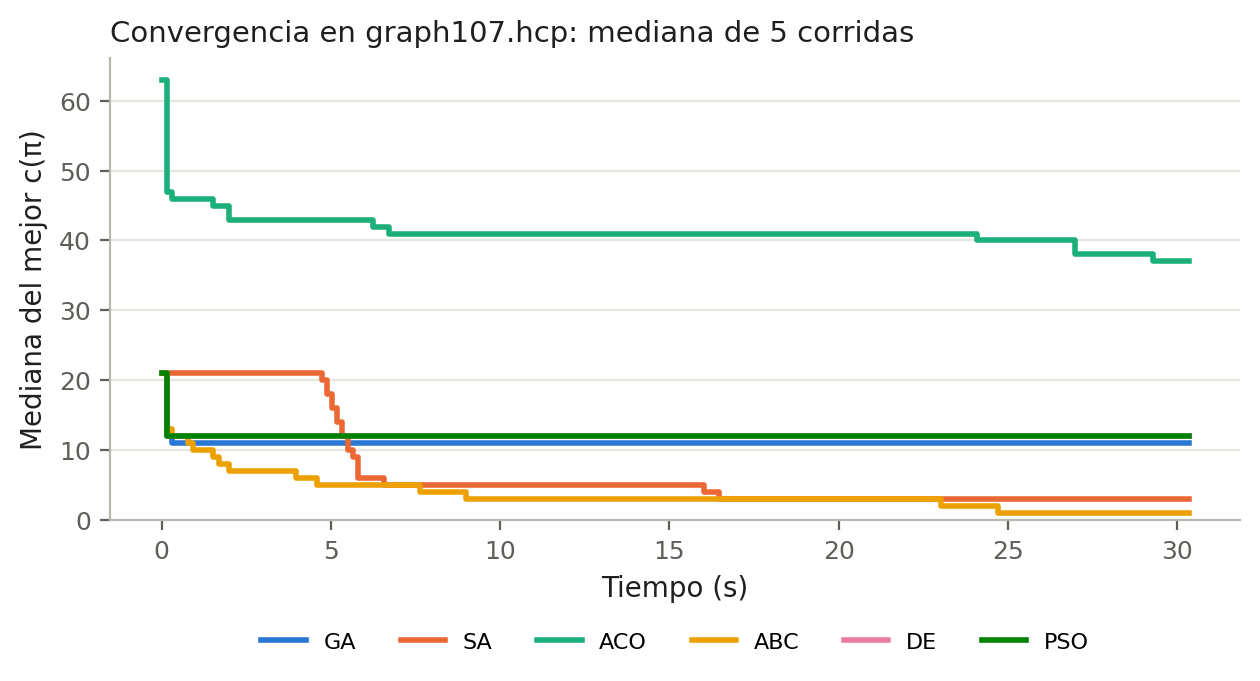 Convergencia en graph107.hcp: mediana de 5 corridas
Mediana del mejor c(π)
60
50
40
30
20
10
0
0 5 10 15 20 25 30
Tiempo (s)
GA SA ACO ABC DE PSO